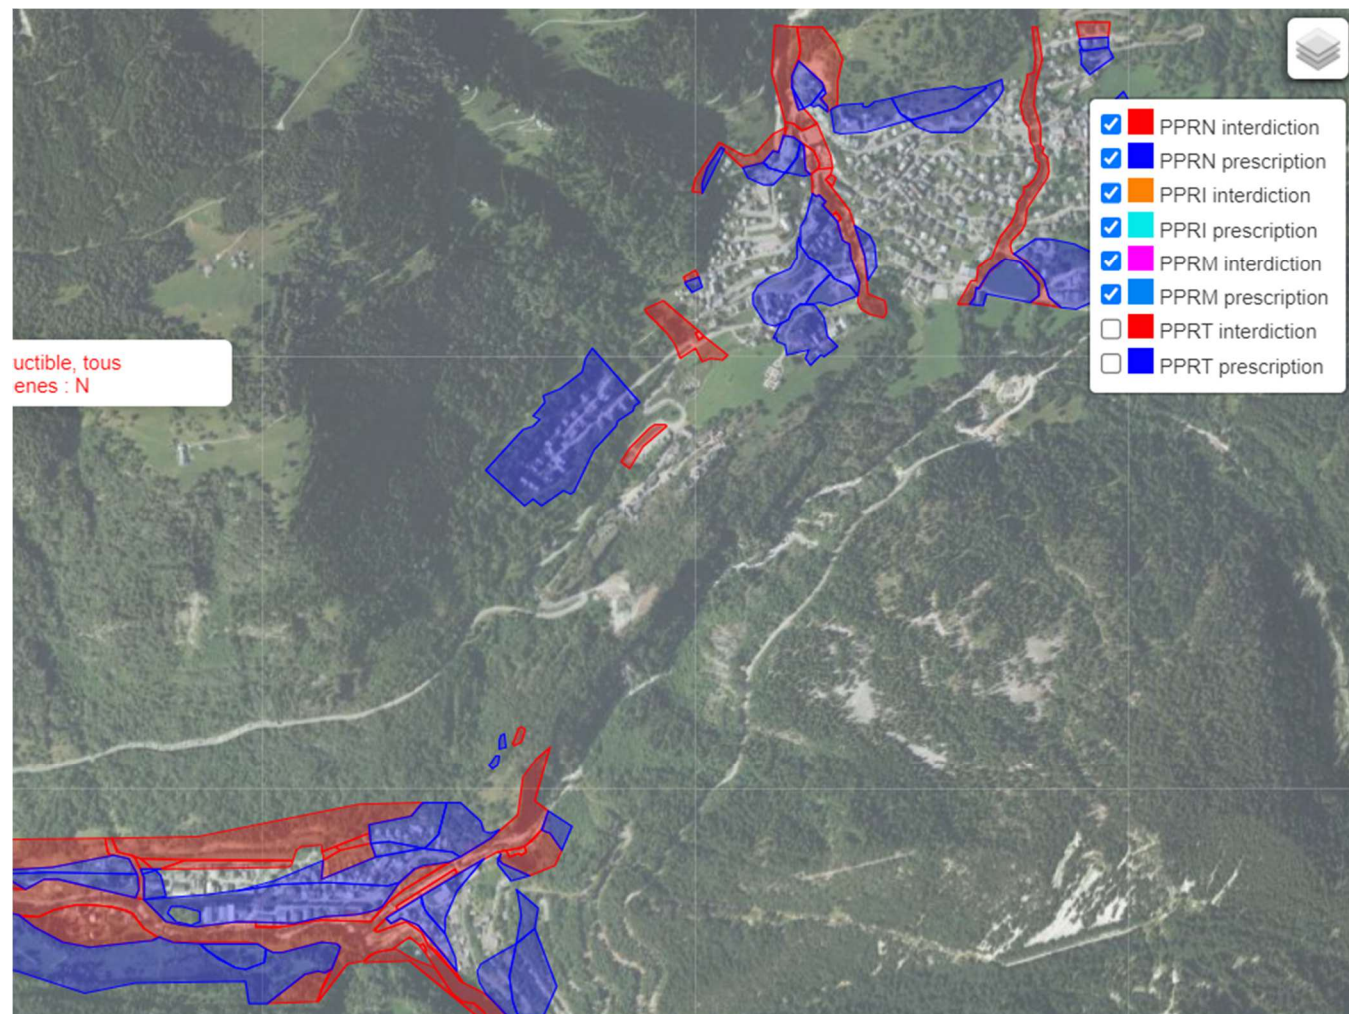 PPRN interdiction
PPRN prescription
PPRI interdiction
PPRI prescription
PPRM interdiction
PPRM prescription
PPRT interdiction
PPRT prescription
uctible, tous
enes : N